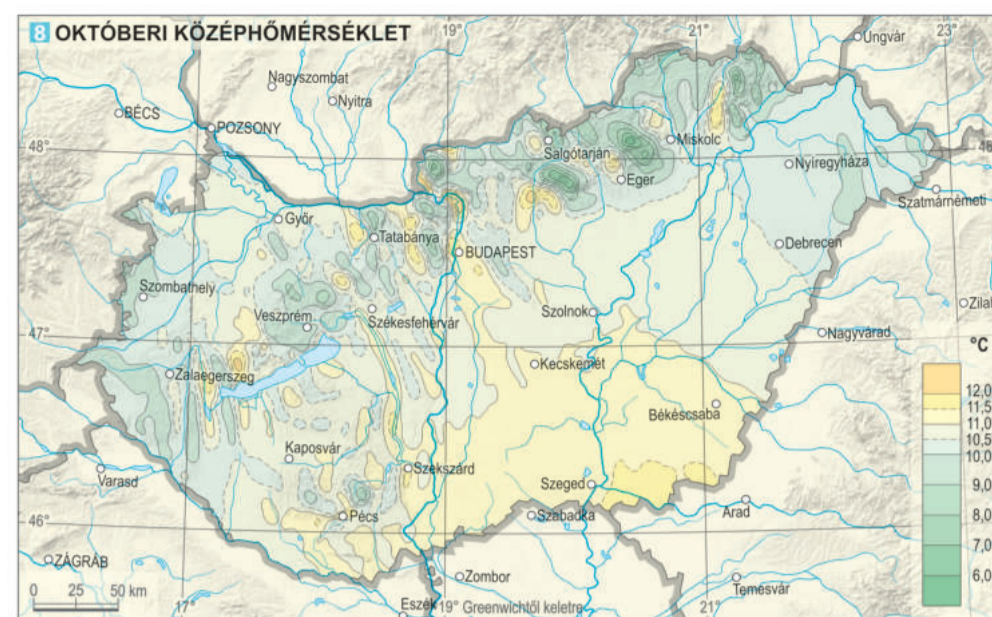 8 OKTÓBERI KÖZÉPHŐMÉRSÉKLET
19°
23°
Ungvár
Nagyszombat
Nyitra
BÉCS
POZSONY
Salgótarján
Miskolc
48°
48
Eger
Nyíregyháza
Szatmárnémeti
Győr
Tatabánya
BUDAPEST
Debrecen
Szombathely
Veszprém
Székesfehérvár
Szolnok
Zilah
47°
Nagyvárad
°C
Kecskemét
Zalaegerszeg
12,0
11,5
11,0
10,5
10,0
9,0
8,0
7,0
6,0
Békéscsaba
Kaposvár
Szekszárd
Varasd
Szeged
46°
Pécs
Szabadka
Arad
ZÁGRÁB
Zombor
Temesvár
0 50 km
17°
Eszék
19° Greenwichtől keletre
21°